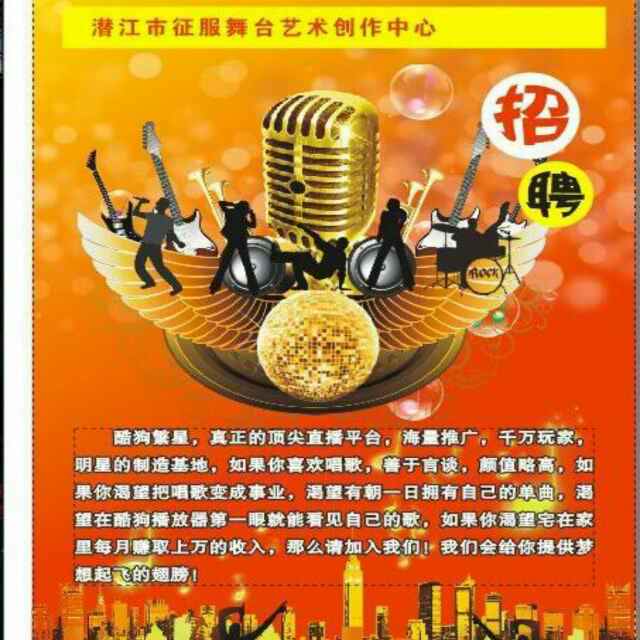 潜江市征服舞台艺术创作中心
招
聘
ROCK
酷狗繁星，真正的顶尖直播平台，海量推广，千万玩家，
明星的制造基地，如果你喜欢唱歌，善于言谈，颜值略高，如
果你渴望把唱歌变成事业，渴望有朝一日拥有自己的单曲，渴
望在酷狗播放器第一眼就能看见自己的歌，如果你渴望宅在家
里每月赚取上万的收入，那么请加入我们！我们会给你提供梦
想起飞的翅膀！